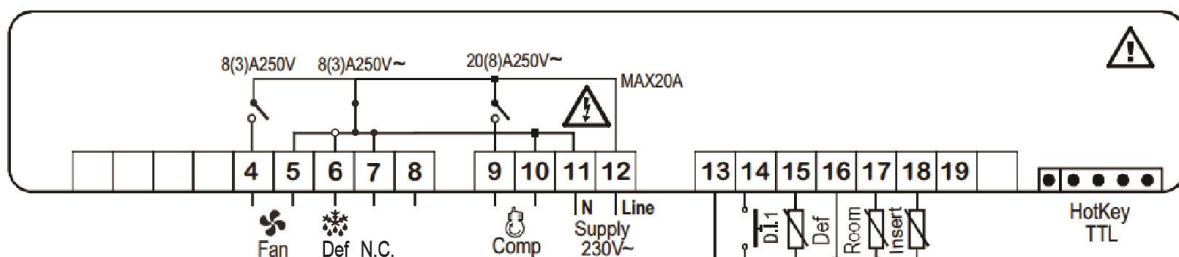 8(3)A250V 8(3)A250V~ 20(8)A250V~
MAX20A
4 5 6 7 8 9 10 11 12 13 14 15 16 17 18 19
N Line
Fan Def N.C. Comp Supply
230V~
D.I.1
Def
Room
Insert
HotKey
TTL